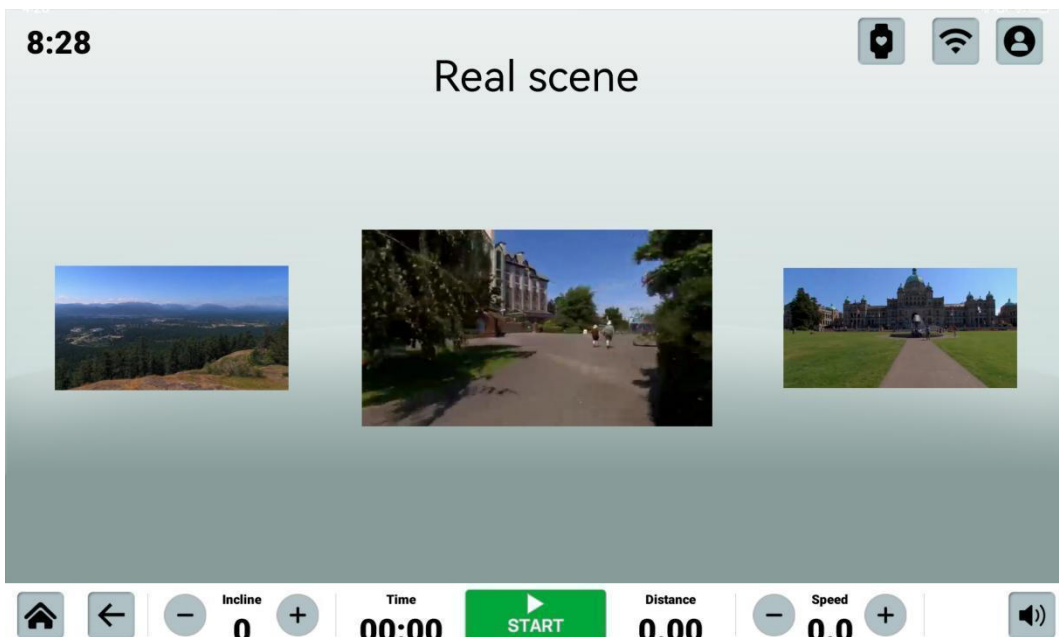 8:28
Real scene
Incline
0
Time
00:00
START
Distance
0.00
Speed
0.0